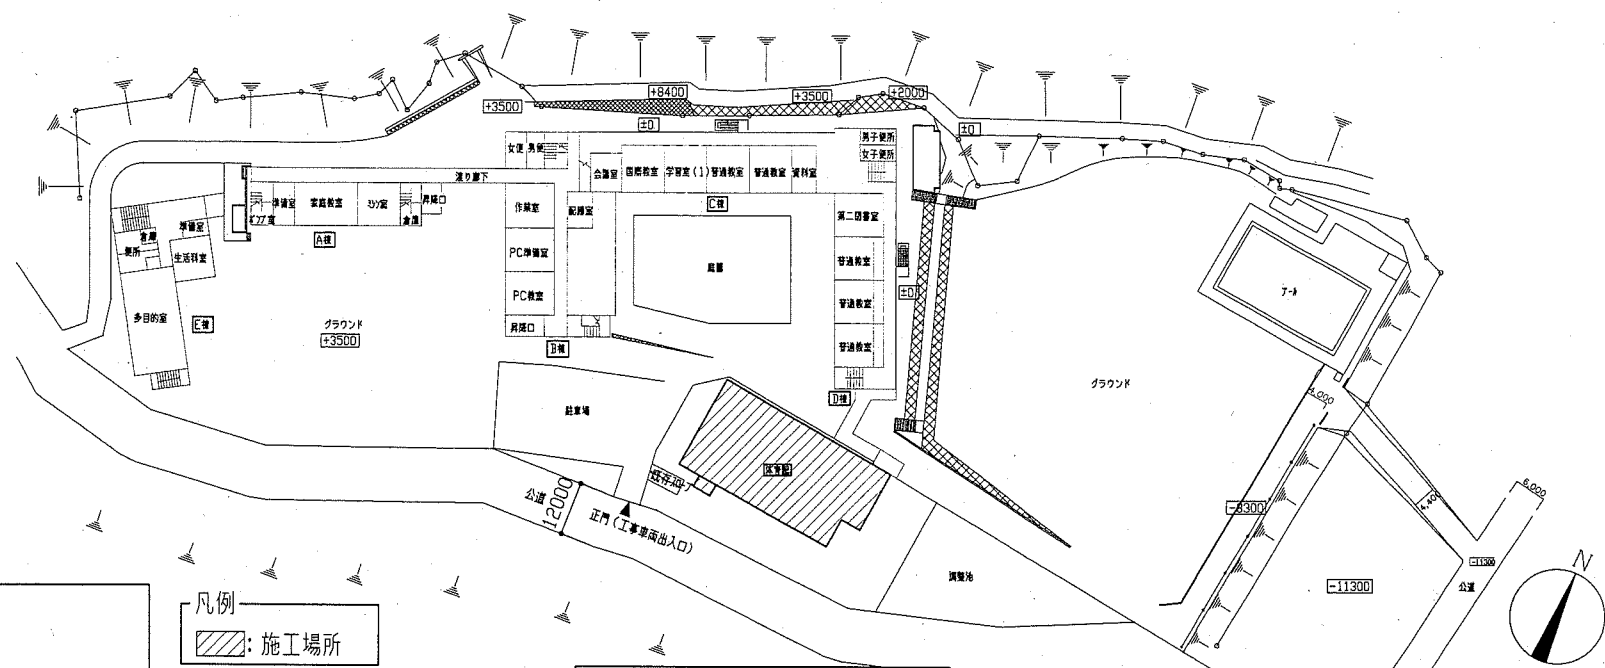 +3500
+8400
+3500
+2000
±0
±0
女便
男便
男子便所
女子便所
会議室
国際教室
学習室(1)
普通教室
普通教室
資料室
渡り廊下
準備室
家庭教室
ミシン室
倉庫
昇降口
A棟
作業室
配膳室
C棟
第二図書室
倉庫
準備室
便所
生活科室
PC準備室
普通教室
庭園
±0
プール
多目的室
E棟
グラウンド
+3500
PC教室
普通教室
昇降口
B棟
普通教室
グラウンド
D棟
駐車場
4,000
体育館
公道
12000
正門(工事車両出入口)
-8300
4,400
6,000
調整池
-11300
-11300
公道
N
凡例
:施工場所